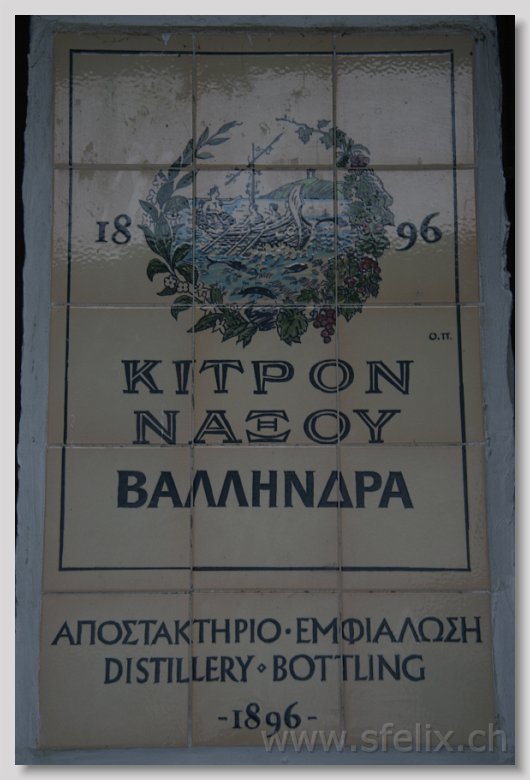 18 96
Ο.Π.
ΚΙΤΡΟΝ
ΝΑΞΟΥ
ΒΑΛΛΗΝΔΡΑ
ΑΠΟΣΤΑΚΤΗΡΙΟ·ΕΜΦΙΑΛΩΣΗ
DISTILLERY·BOTTLING
-1896-
www.sfelix.ch